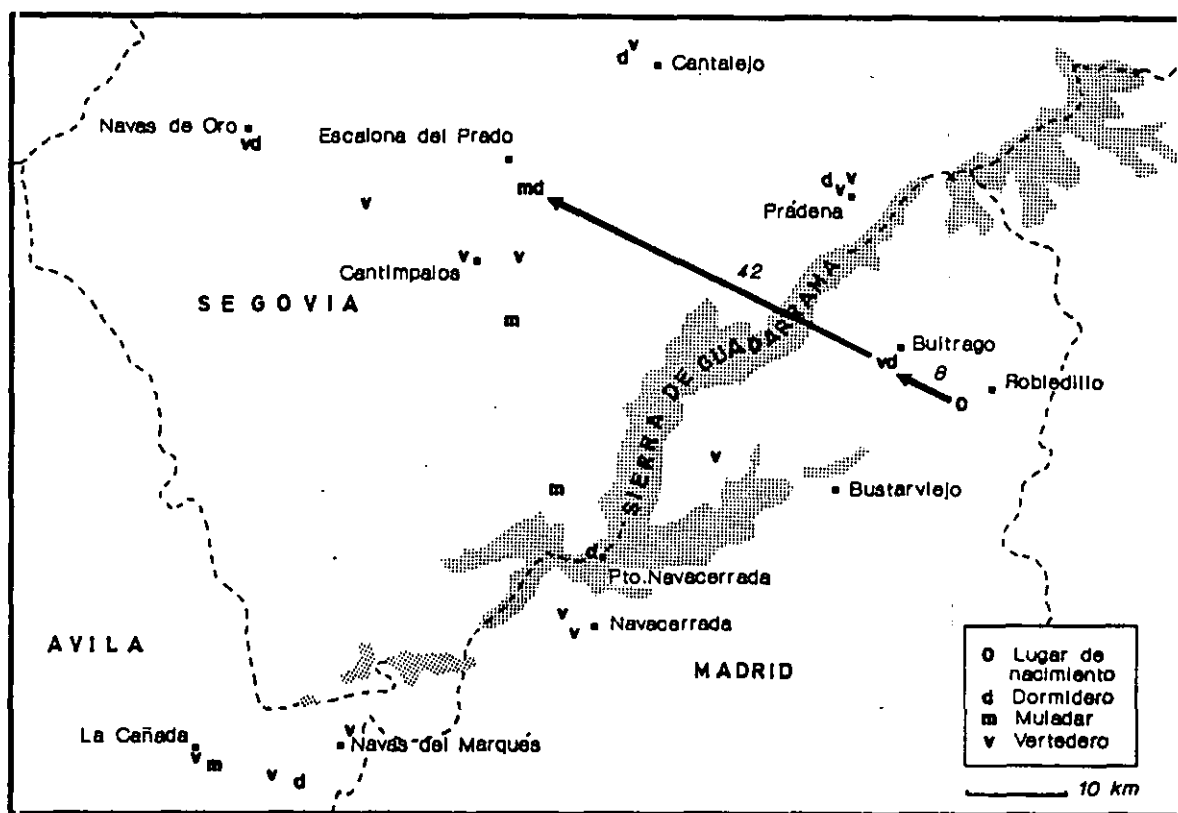 v
d
Cantalejo
Navas de Oro
vd
Escalona del Prado
md
v
d v
v
Prádena
v
v
Cantimpalos
42
SEGOVIA
m
SIERRA DE GUADARRAMA
Buitrago
vd
8
Robledillo
O
v
m
Bustarviejo
d
Pto.Navacerrada
v
v
Navacerrada
AVILA
MADRID
O Lugar de
nacimiento
d Dormidero
m Muladar
v Vertedero
10 km
La Cañada
v
m
v
Navas del Marqués
v
d